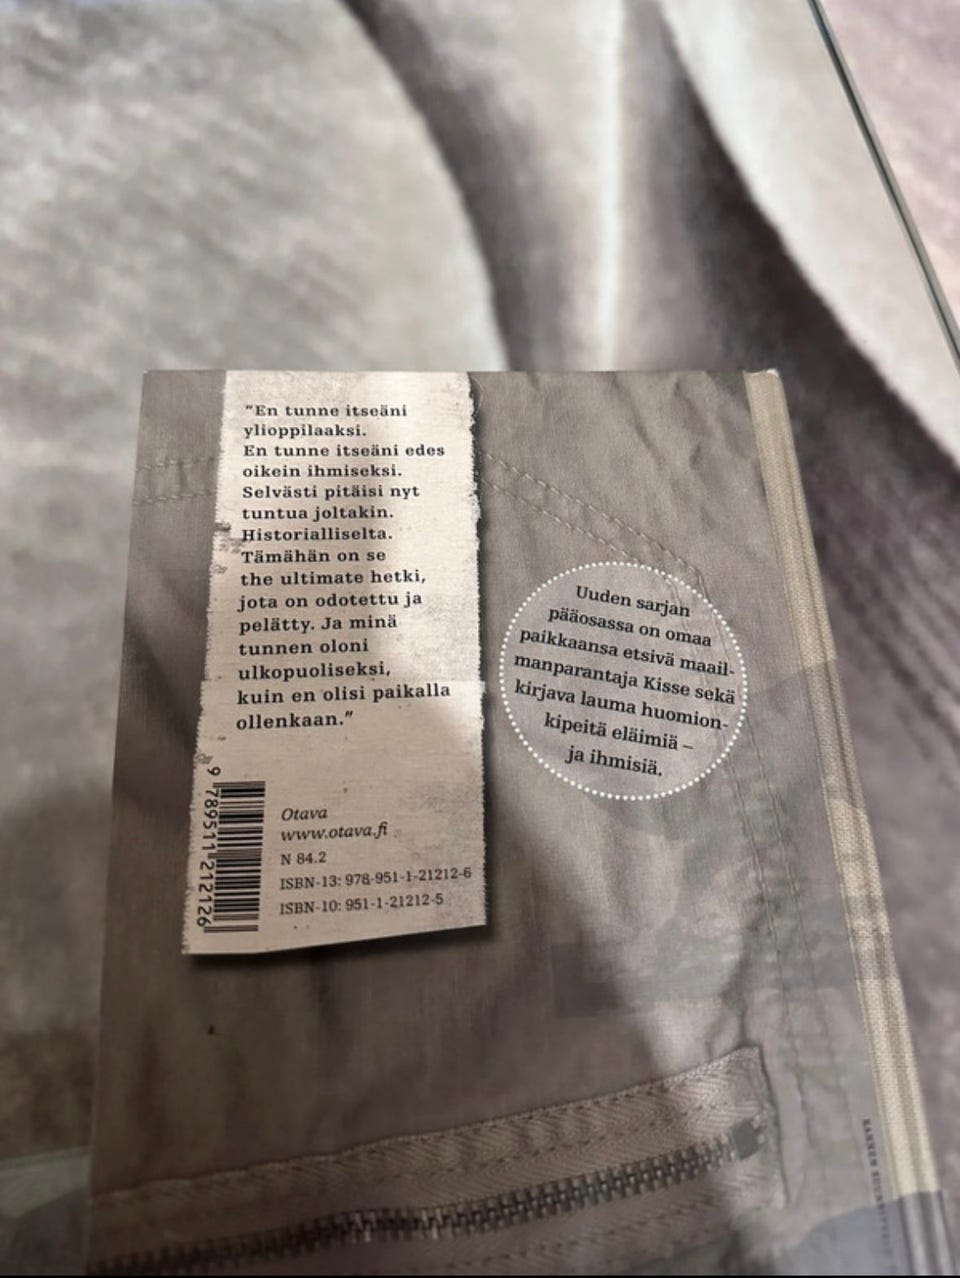 "En tunne itseäni
ylioppilaaksi.
En tunne itseäni edes
oikein ihmiseksi.
Selvästi pitäisi nyt
tuntua joltakin.
Historialliselta.
Tämähän on se
the ultimate hetki,
jota on odotettu ja
pelätty. Ja minä
tunnen oloni
ulkopuoliseksi,
kuin en olisi paikalla
ollenkaan."
Uuden sarjan
pääosassa on omaa
paikkaansa etsivä maail-
manparantaja Kisse sekä
kirjava lauma huomion-
kipeitä eläimiä –
ja ihmisiä.
9 789511 212126
Otava
www.otava.fi
N 84.2
ISBN-13: 978-951-1-21212-6
ISBN-10: 951-1-21212-5
KANNEN